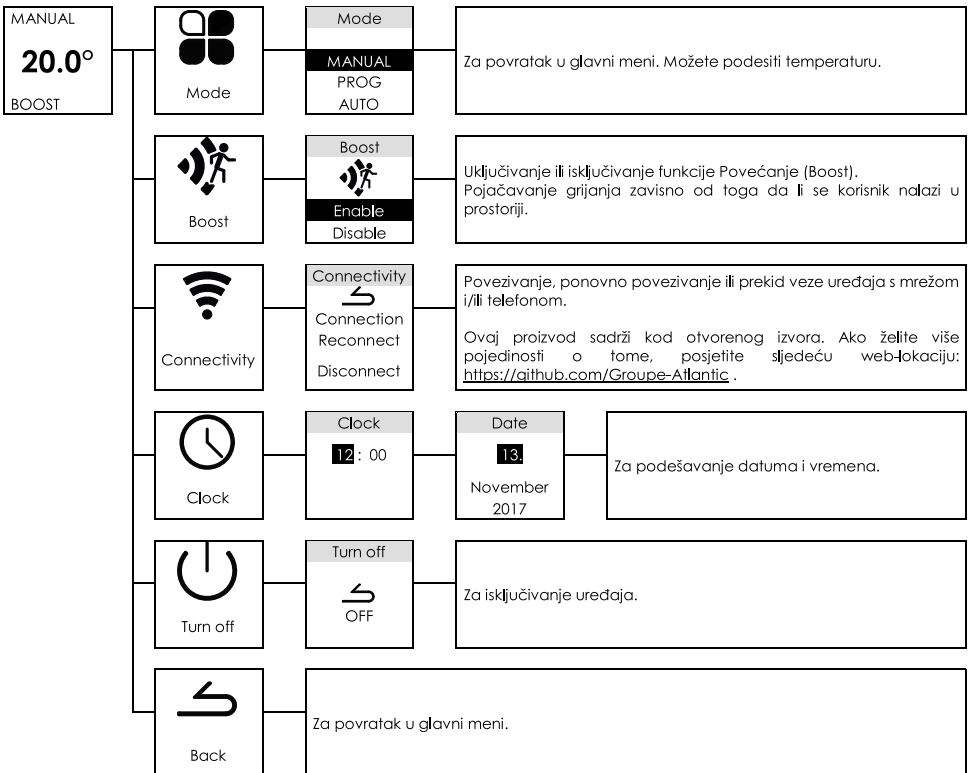 MANUAL
20.0°
BOOST
Mode
Mode
MANUAL
PROG
AUTO
Za povratak u glavni meni. Možete podesiti temperaturu.
Boost
Boost
Enable
Disable
Uključivanje ili isključivanje funkcije Povećanje (Boost).
Pojačavanje grijanja zavisno od toga da li se korisnik nalazi u
prostoriji.
Connectivity
Connectivity
Connection
Reconnect
Disconnect
Povezivanje, ponovno povezivanje ili prekid veze uređaja s mrežom
i/ili telefonom.
Ovaj proizvod sadrži kod otvorenog izvora. Ako želite više
pojedinosti o tome, posjetite sljedeću web-lokaciju:
https://github.com/Groupe-Atlantic .
Clock
Clock
12 : 00
Date
13.
November
2017
Za podešavanje datuma i vremena.
Turn off
Turn off
OFF
Za isključivanje uređaja.
Back
Za povratak u glavni meni.